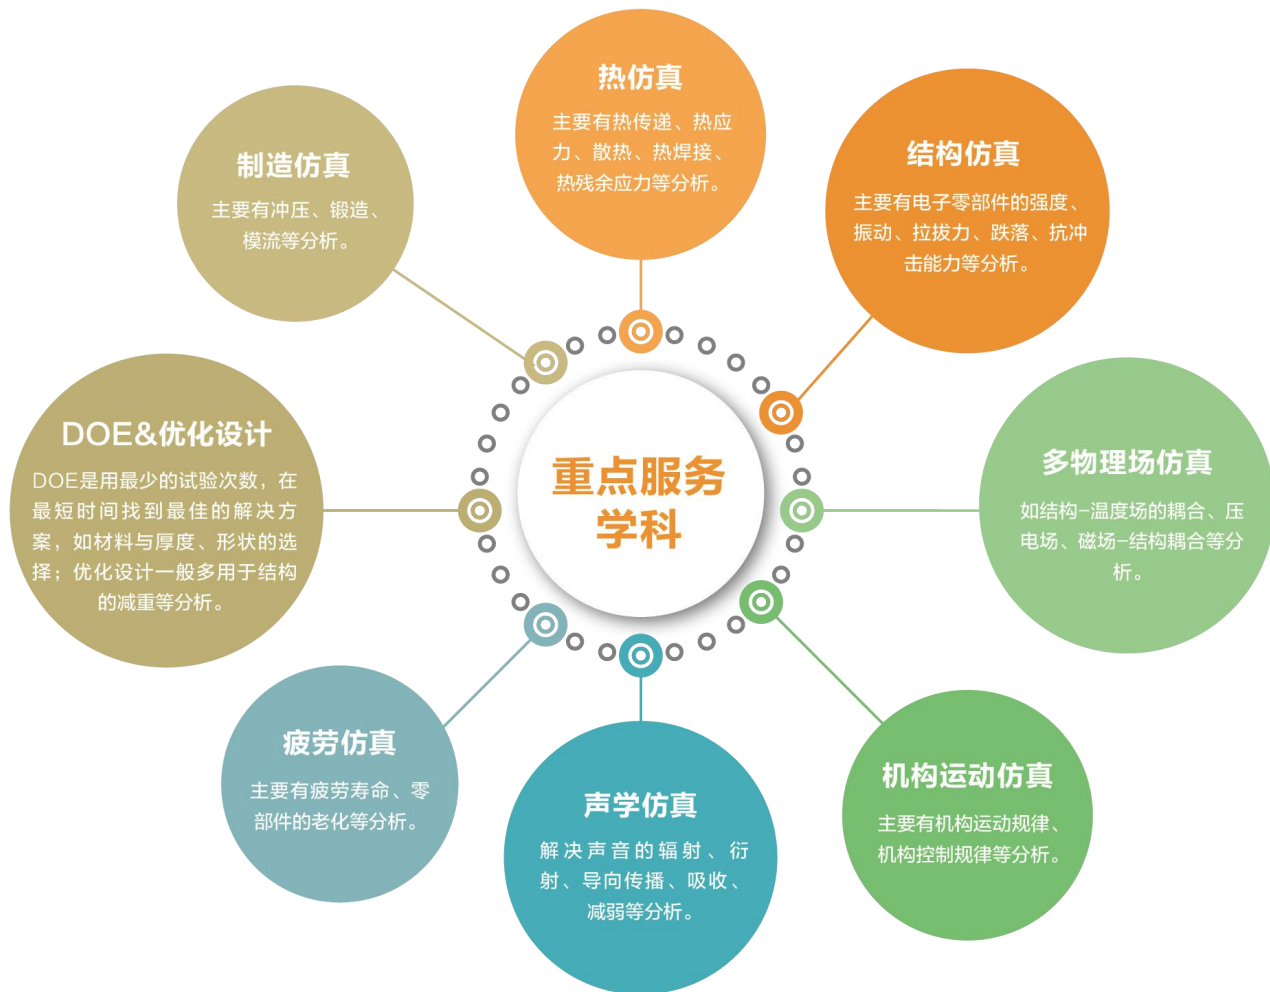 重点服务
学科
热仿真
主要有热传递、热应
力、散热、热焊接、
热残余应力等分析。
结构仿真
主要有电子零部件的强度、
振动、拉拔力、跌落、抗冲
击能力等分析。
多物理场仿真
如结构-温度场的耦合、压
电场、磁场-结构耦合等分
析。
机构运动仿真
主要有机构运动规律、
机构控制规律等分析。
声学仿真
解决声音的辐射、衍
射、导向传播、吸收、
减弱等分析。
疲劳仿真
主要有疲劳寿命、零
部件的老化等分析。
DOE&优化设计
DOE是用最少的试验次数，在
最短时间找到最佳的解决方
案，如材料与厚度、形状的选
择；优化设计一般多用于结构
的减重等分析。
制造仿真
主要有冲压、锻造、
模流等分析。